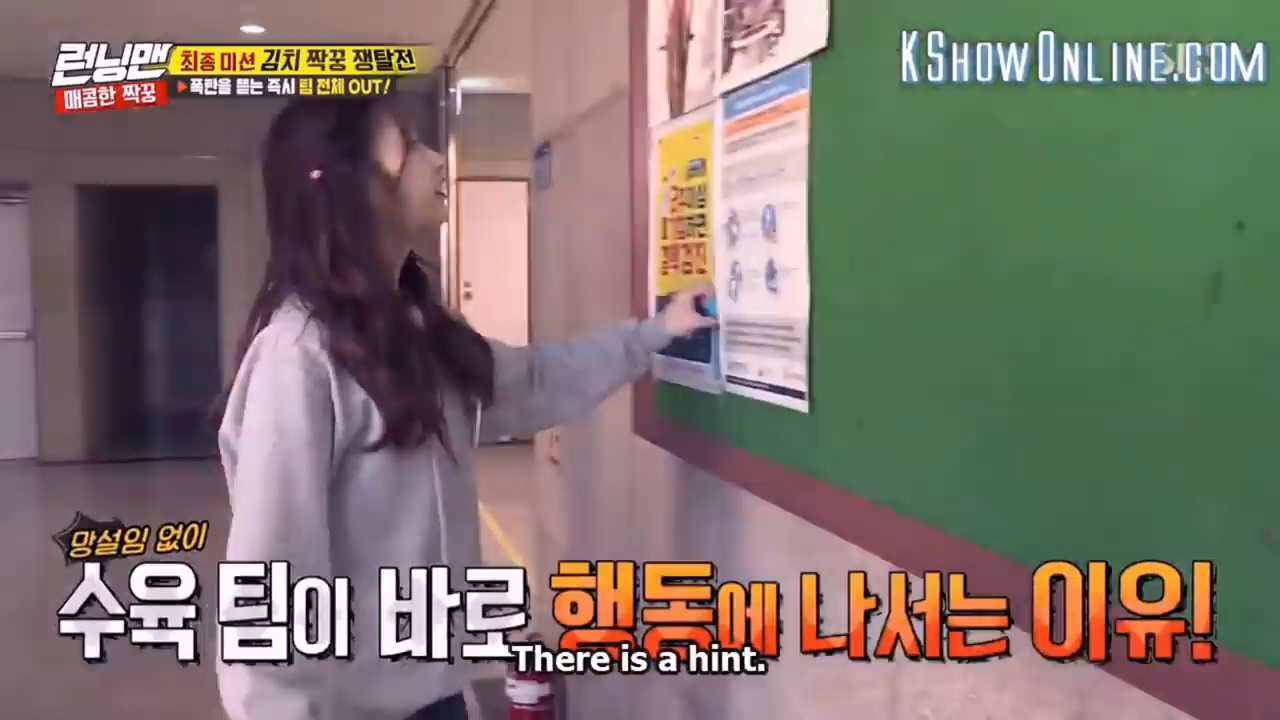 런닝맨
매콤한 짝꿍
최종 미션 김치 짝꿍 쟁탈전
▶폭탄을 뜯는 즉시 팀 전체 OUT!
KSHOWONLINE.COM
망설임 없이
수육 팀이 바로 행동에 나서는 이유!
There is a hint.